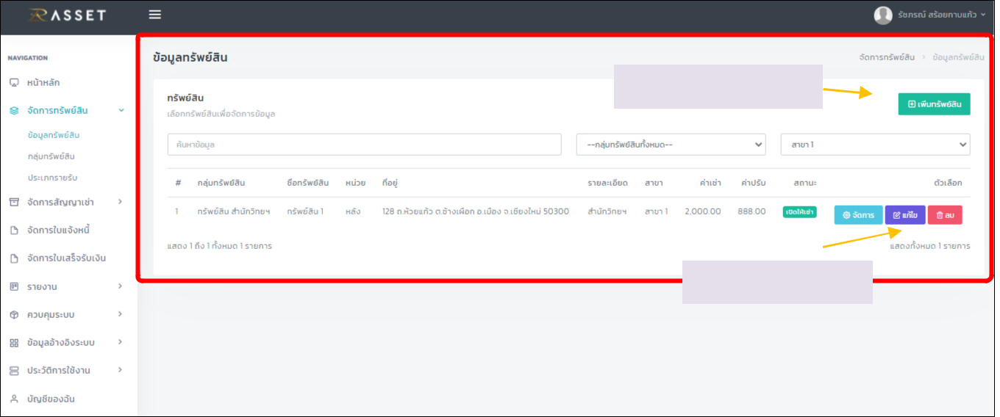 R ASSET
รัชภรณ์ สร้อยกาบแก้ว
NAVIGATION
หน้าหลัก
จัดการทรัพย์สิน
ข้อมูลทรัพย์สิน
กลุ่มทรัพย์สิน
ประเภทรายรับ
จัดการสัญญาเช่า
จัดการใบแจ้งหนี้
จัดการใบเสร็จรับเงิน
รายงาน
ควบคุมระบบ
ข้อมูลอ้างอิงระบบ
ประวัติการใช้งาน
บัญชีของฉัน
ข้อมูลทรัพย์สิน
จัดการทรัพย์สิน > ข้อมูลทรัพย์สิน
ทรัพย์สิน
เลือกทรัพย์สินเพื่อจัดการข้อมูล
เพิ่มทรัพย์สิน
ค้นหาข้อมูล --กลุ่มทรัพย์สินทั้งหมด-- สาขา 1
# กลุ่มทรัพย์สิน ชื่อทรัพย์สิน หน่วย ที่อยู่ รายละเอียด สาขา ค่าเช่า ค่าปรับ สถานะ ตัวเลือก
1 ทรัพย์สิน สำนักวิทยฯ ทรัพย์สิน 1 หลัง 128 ถ.ห้วยแก้ว ต.ช้างเผือก อ.เมือง จ.เชียงใหม่ 50300 สำนักวิทยฯ สาขา 1 2,000.00 888.00 เปิดให้เช่า จัดการ แก้ไข ลบ
แสดง 1 ถึง 1 ทั้งหมด 1 รายการ แสดงทั้งหมด 1 รายการ